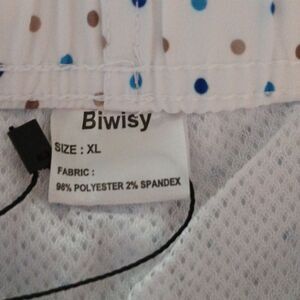 Biwisy
SIZE : XL
FABRIC :
98% POLYESTER 2% SPANDEX